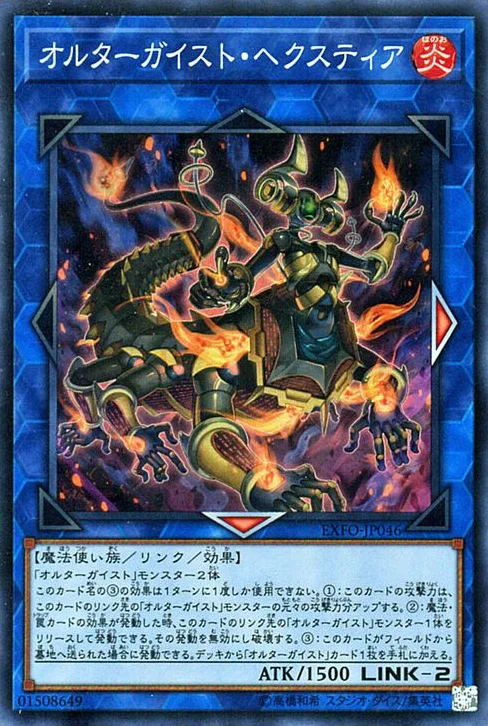 オルターガイスト・ヘクスティア
炎
ほのお
EXFO-JP046
【魔法使い族／リンク／効果】
「オルターガイスト」モンスター２体
このカード名の③の効果は１ターンに１度しか使用できない。①：このカードの攻撃力は、
このカードのリンク先の「オルターガイスト」モンスターの元々の攻撃力分アップする。②：魔法・
罠カードの効果が発動した時、このカードのリンク先の「オルターガイスト」モンスター１体を
リリースして発動できる。その発動を無効にし破壊する。③：このカードがフィールドから
墓地へ送られた場合に発動できる。デッキから「オルターガイスト」カード１枚を手札に加える。
ATK/1500 LINK-2
01508649 ©高橋和希 スタジオ・ダイス/集英社